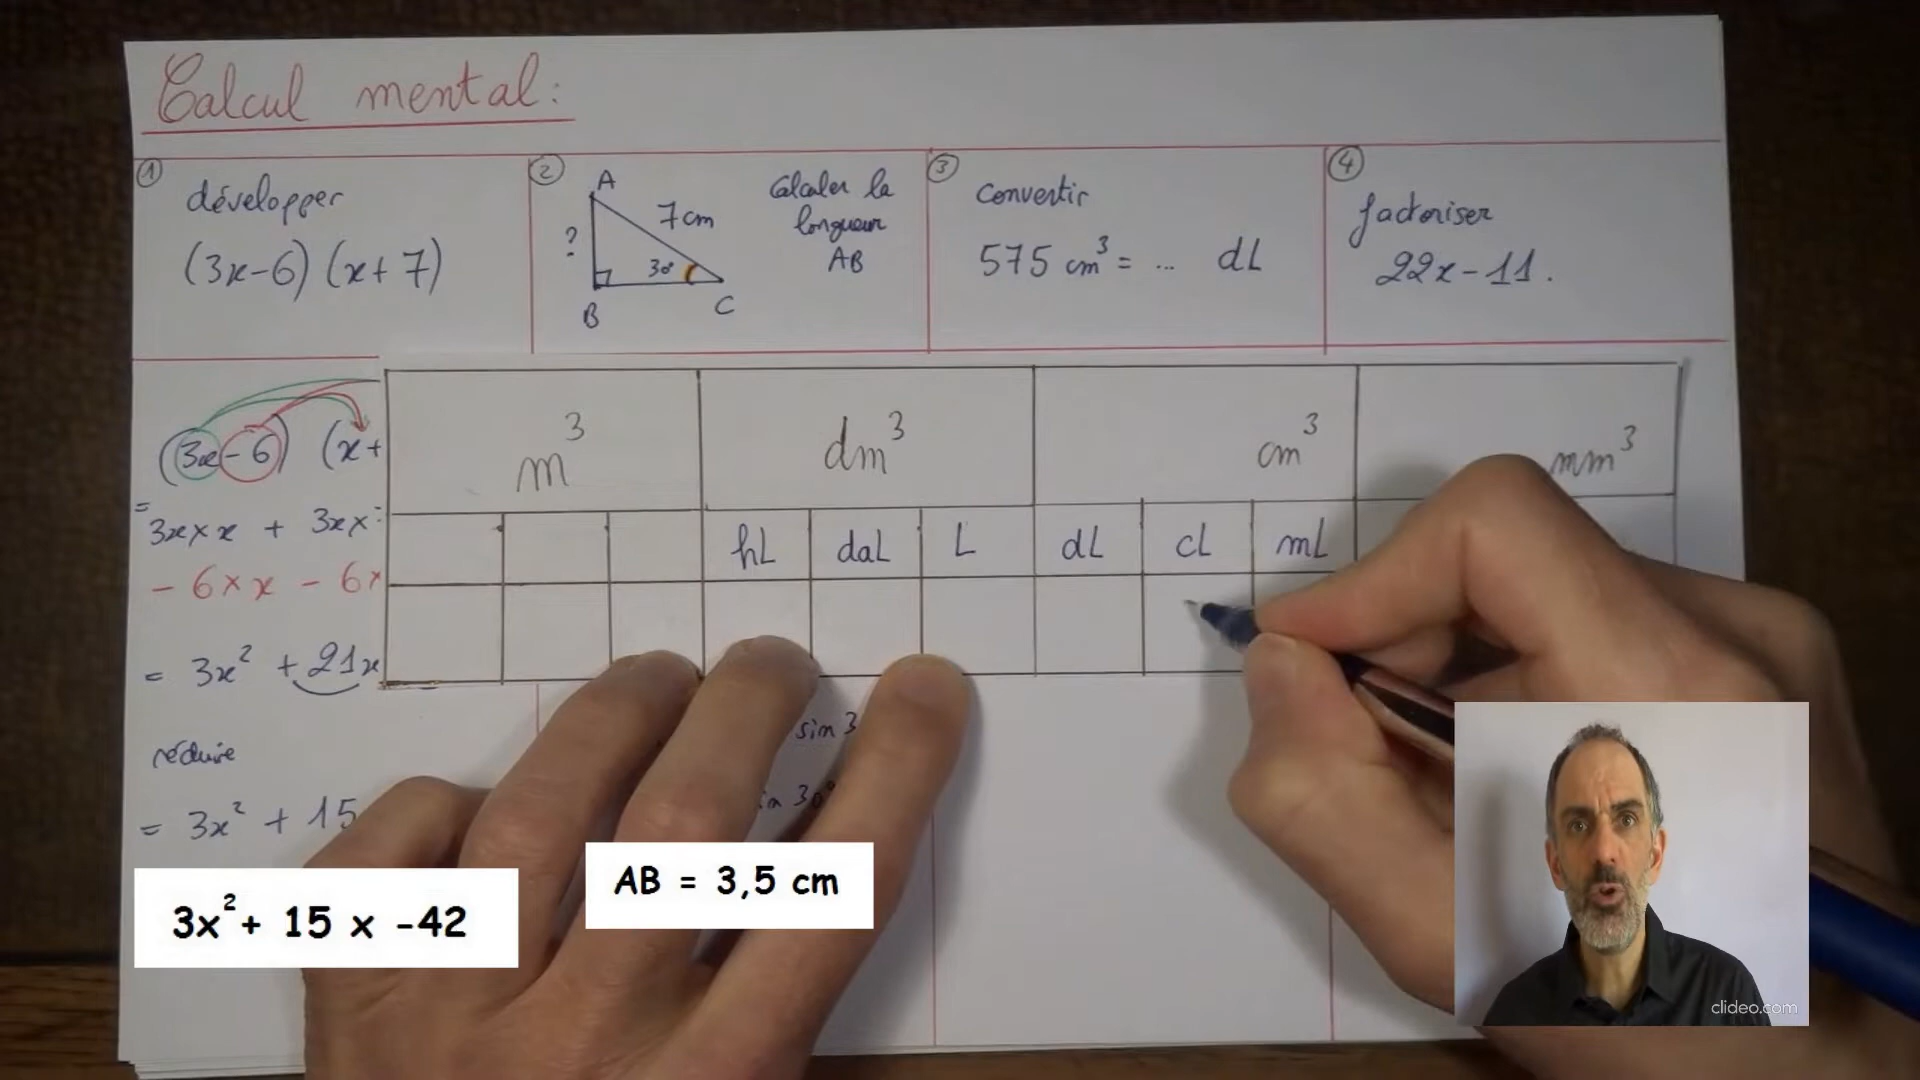 Calcul mental:
1
développer
(3x-6) (x+7)
2
A
7cm
?
30°
B
C
Calculer la
longueur
AB
3
convertir
575 cm³ = ... dL
4
factoriser
22x-11.
(3x-6) (x+
=
3x×x + 3x×
- 6×x - 6×
= 3x² +21x
réduire
= 3x² + 15
m³ dm³ cm³ mm³
hL daL L dL cL mL
sin 3
in 30°
3x²+ 15 x -42
AB = 3,5 cm
clideo.com